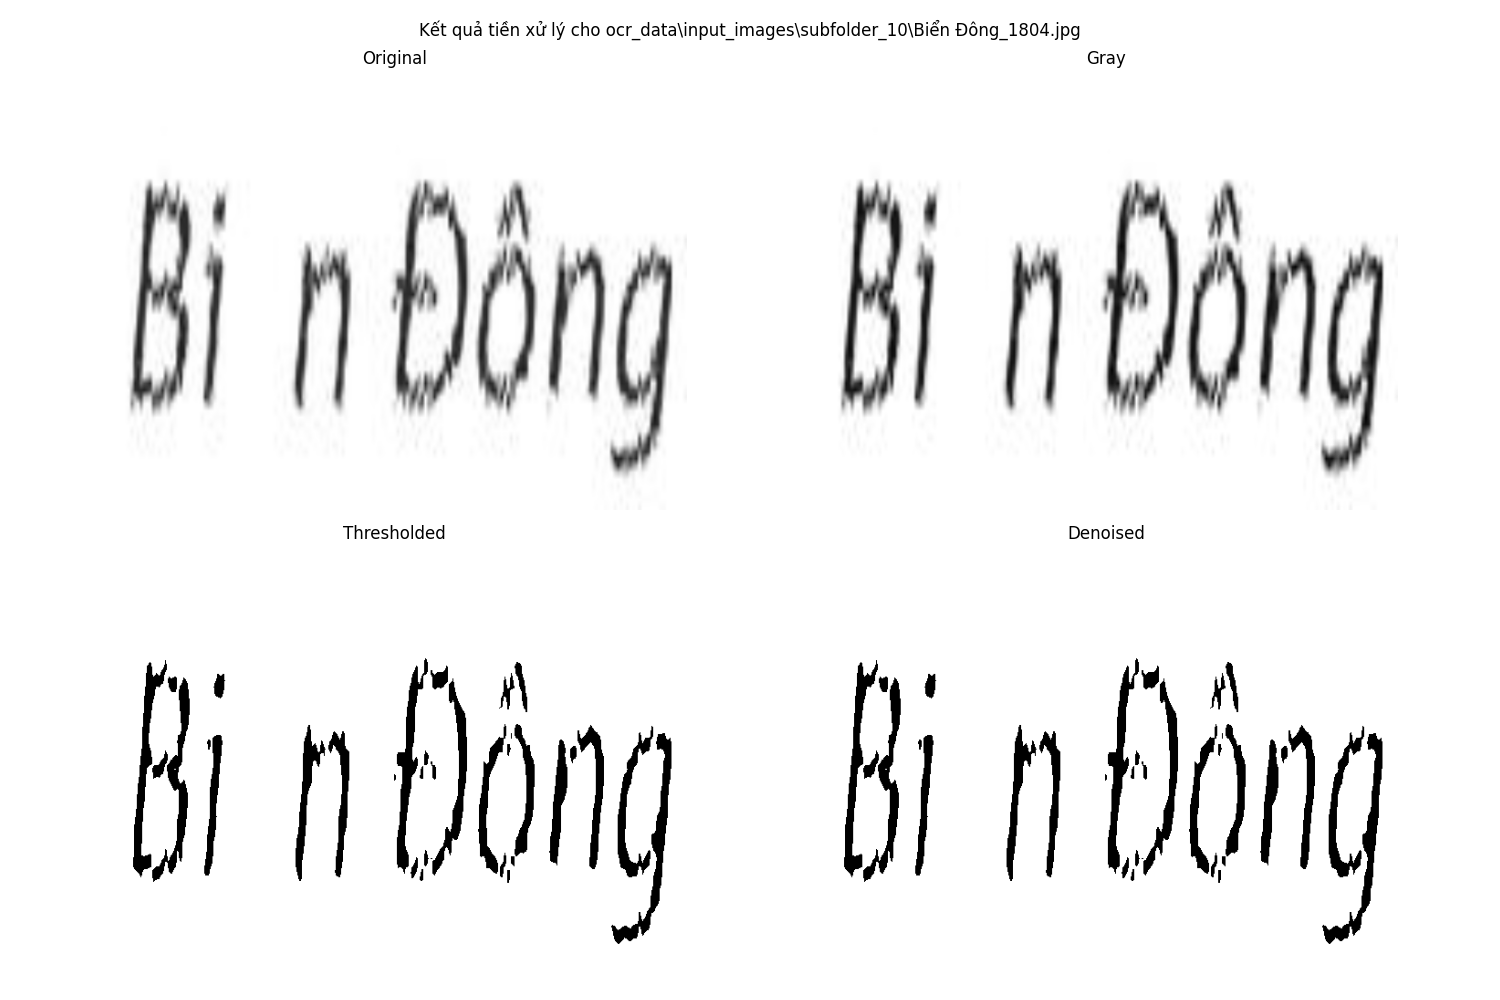 Kết quả tiền xử lý cho ocr_data\input_images\subfolder_10\Biển Đông_1804.jpg
Original
Gray
Bi n Đông
Bi n Đông
Thresholded
Denoised
Bi n Đông
Bi n Đông